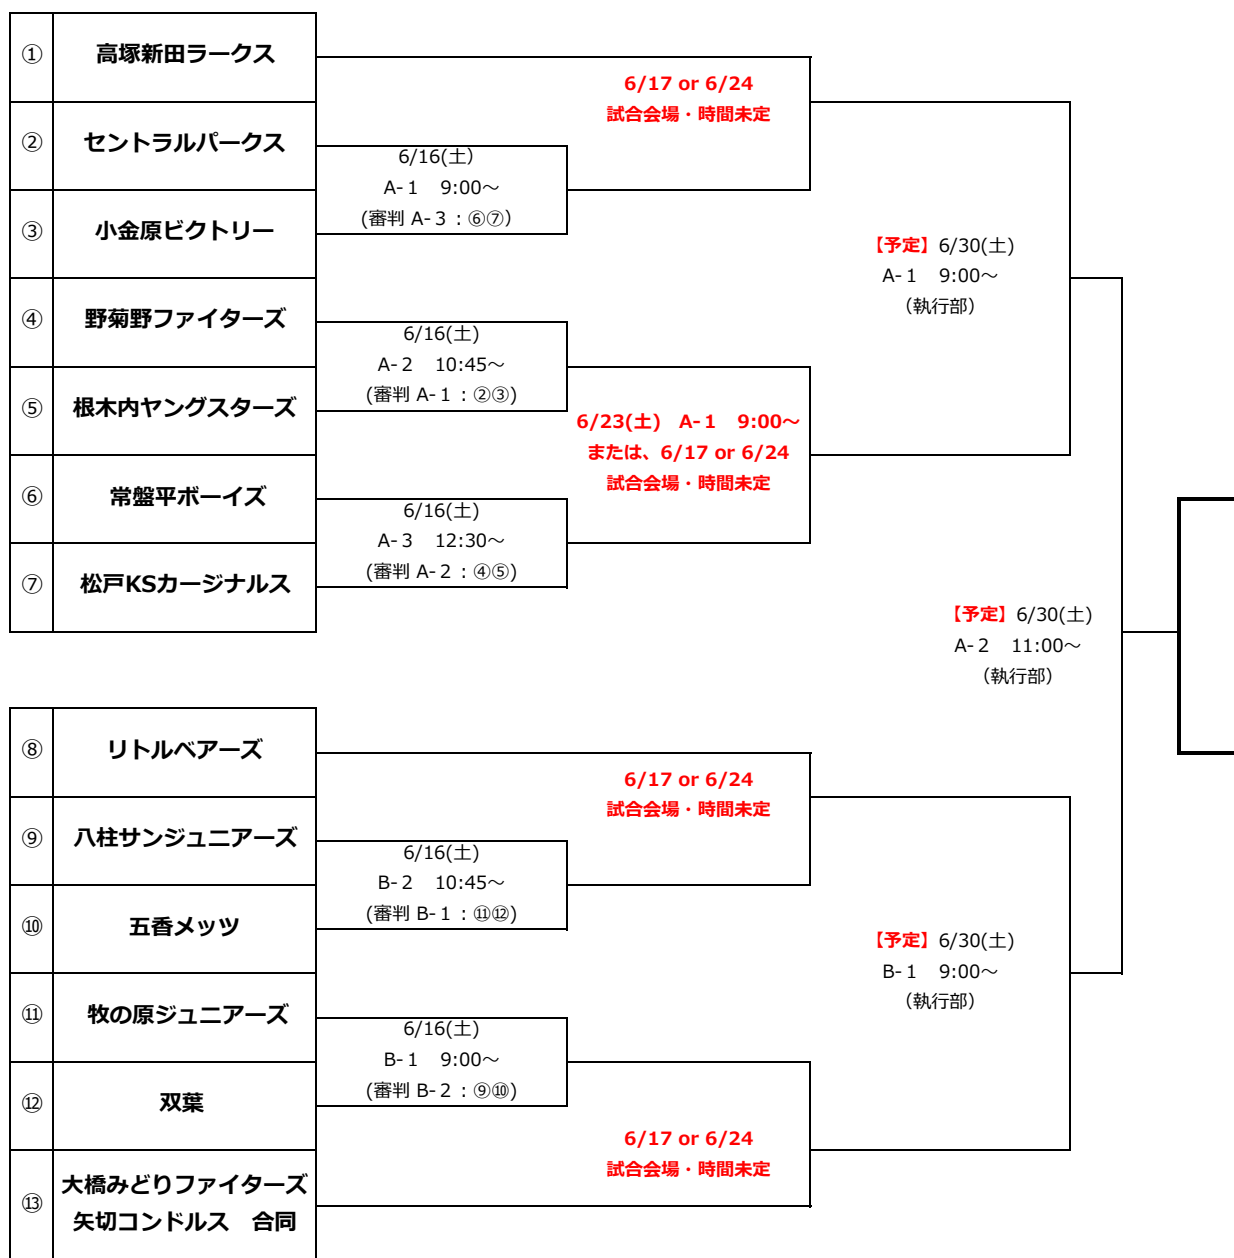 ① 高塚新田ラークス
6/17 or 6/24
試合会場・時間未定
② セントラルパークス
6/16(土)
A-１　9:00～
(審判 A-３：⑥⑦)
③ 小金原ビクトリー
【予定】6/30(土)
A-１　9:00～
（執行部）
④ 野菊野ファイターズ
6/16(土)
A-２　10:45～
(審判 A-１：②③)
⑤ 根木内ヤングスターズ
6/23(土)　A-１　9:00～
または、6/17 or 6/24
試合会場・時間未定
⑥ 常盤平ボーイズ
6/16(土)
A-３　12:30～
(審判 A-２：④⑤)
⑦ 松戸KSカージナルス
【予定】6/30(土)
A-２　11:00～
（執行部）
⑧ リトルベアーズ
6/17 or 6/24
試合会場・時間未定
⑨ 八柱サンジュニアーズ
6/16(土)
B-２　10:45～
(審判 B-１：⑪⑫)
⑩ 五香メッツ
【予定】6/30(土)
B-１　9:00～
（執行部）
⑪ 牧の原ジュニアーズ
6/16(土)
B-１　9:00～
(審判 B-２：⑨⑩)
⑫ 双葉
6/17 or 6/24
試合会場・時間未定
⑬ 大橋みどりファイターズ
矢切コンドルス　合同